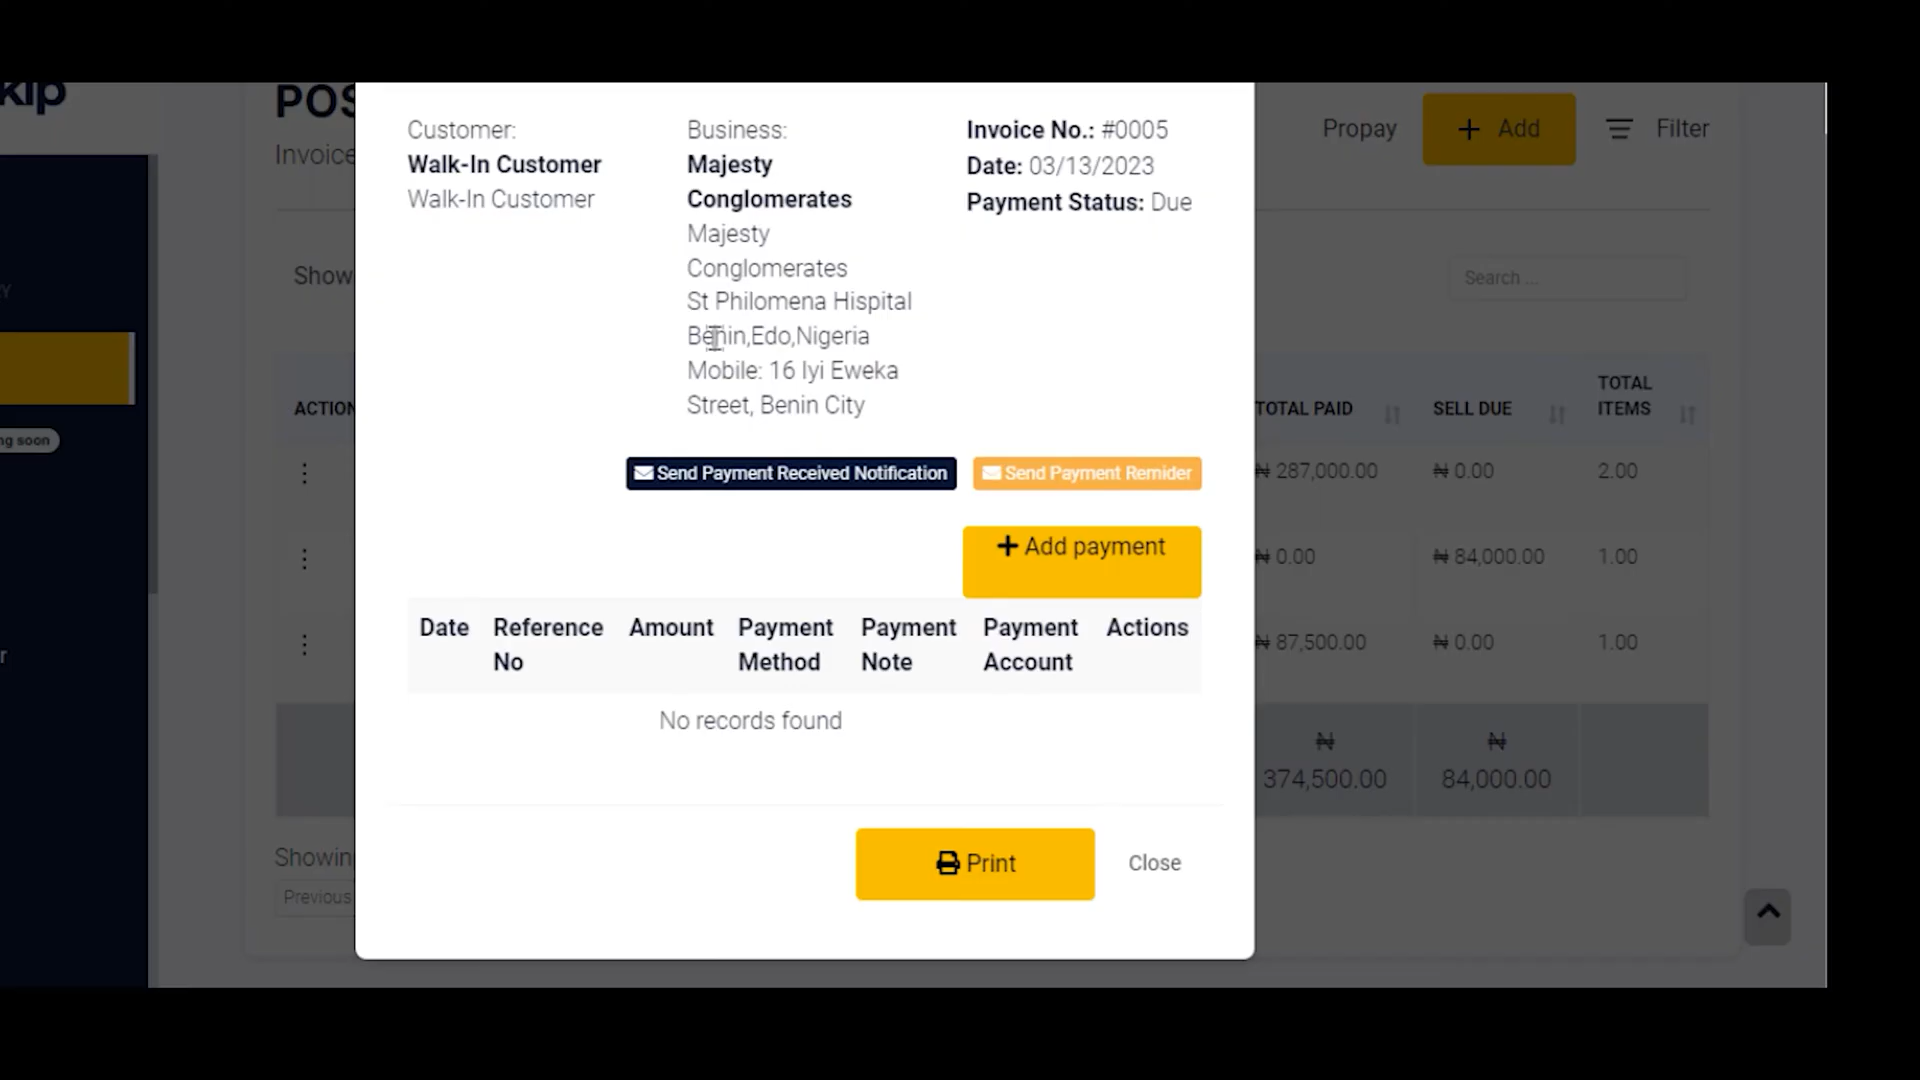 kip
POS
Invoice
Propay
Add
Filter
Customer:
Walk-In Customer
Walk-In Customer
Business:
Majesty
Conglomerates
Majesty
Conglomerates
St Philomena Hispital
Benin,Edo,Nigeria
Mobile: 16 Iyi Eweka
Street, Benin City
Invoice No.: #0005
Date: 03/13/2023
Payment Status: Due
Show
Search ...
ng soon
Send Payment Received Notification
Send Payment Remider
Add payment
Date
Reference No
Amount
Payment Method
Payment Note
Payment Account
Actions
No records found
Print
Close
ACTION
TOTAL PAID
SELL DUE
TOTAL ITEMS
₦ 287,000.00
₦ 0.00
2.00
₦ 0.00
₦ 84,000.00
1.00
₦ 87,500.00
₦ 0.00
1.00
₦ 374,500.00
₦ 84,000.00
Showin
Previous